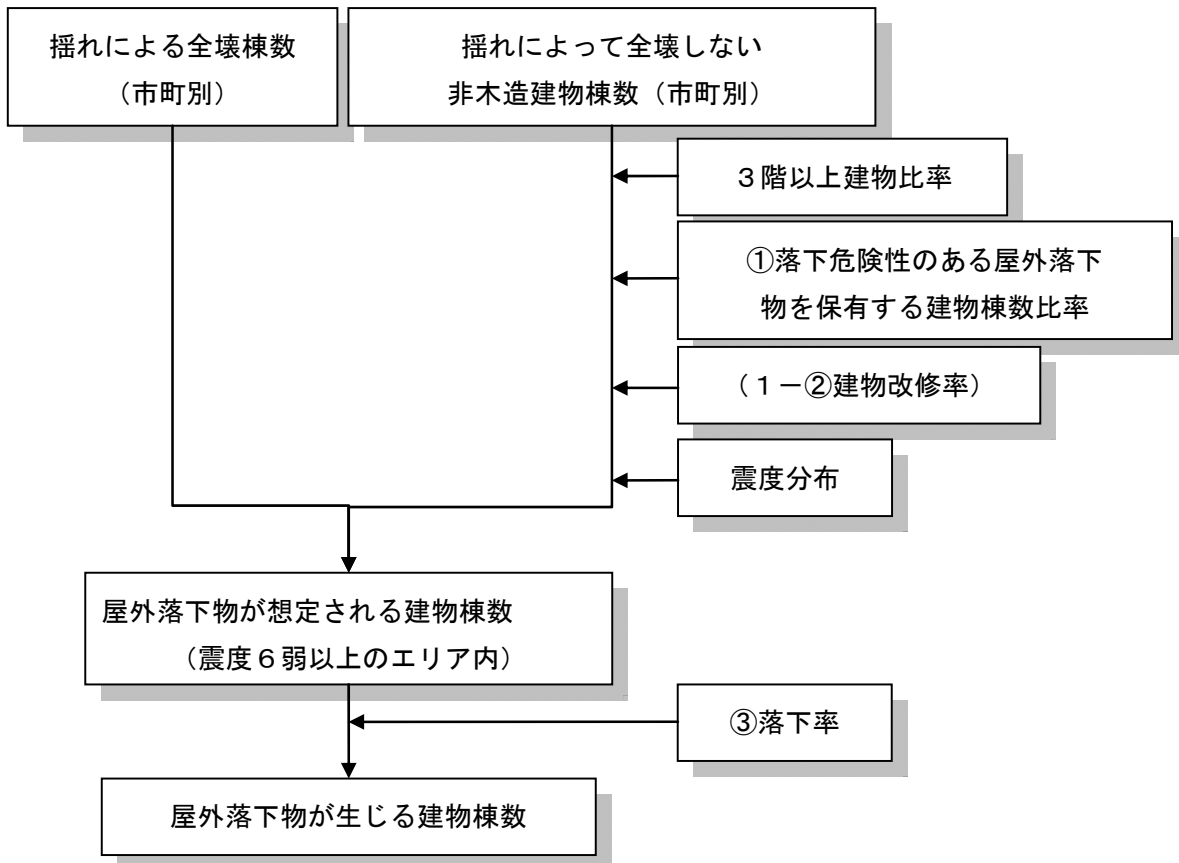 揺れによる全壊棟数
（市町別）
揺れによって全壊しない
非木造建物棟数（市町別）
３階以上建物比率
①落下危険性のある屋外落下
物を保有する建物棟数比率
（１－②建物改修率）
震度分布
屋外落下物が想定される建物棟数
（震度６弱以上のエリア内）
③落下率
屋外落下物が生じる建物棟数